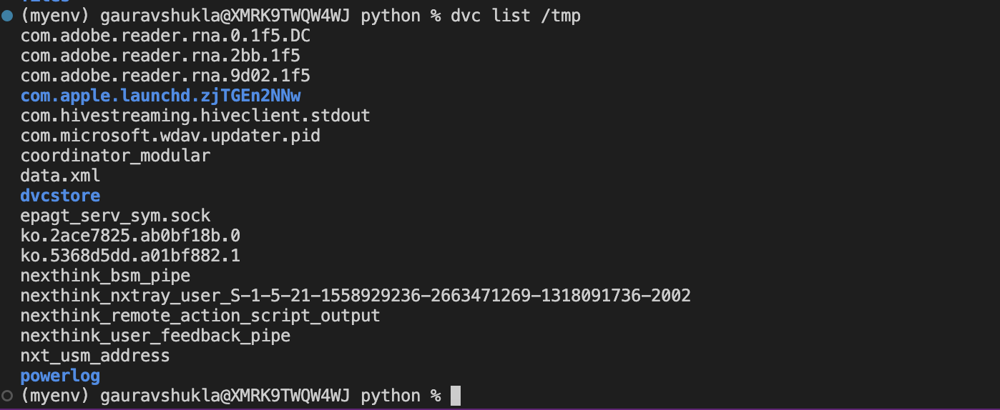 (myenv) gauravshukla@XMRK9TWQW4WJ python % dvc list /tmp
com.adobe.reader.rna.0.1f5.DC
com.adobe.reader.rna.2bb.1f5
com.adobe.reader.rna.9d02.1f5
com.apple.launchd.zjTGEn2NNw
com.hivestreaming.hiveclient.stdout
com.microsoft.wdav.updater.pid
coordinator_modular
data.xml
dvcstore
epagt_serv_sym.sock
ko.2ace7825.ab0bf18b.0
ko.5368d5dd.a01bf882.1
nexthink_bsm_pipe
nexthink_nxtray_user_S-1-5-21-1558929236-2663471269-1318091736-2002
nexthink_remote_action_script_output
nexthink_user_feedback_pipe
nxt_usm_address
powerlog
(myenv) gauravshukla@XMRK9TWQW4WJ python %